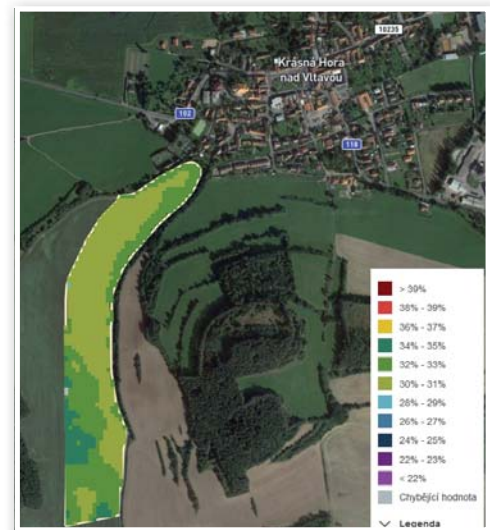 10235
Krásná Hora
nad Vltavou
102
118
> 39%
38% - 39%
36% - 37%
34% - 35%
32% - 33%
30% - 31%
28% - 29%
26% - 27%
24% - 25%
22% - 23%
< 22%
Chybějící hodnota
Legenda